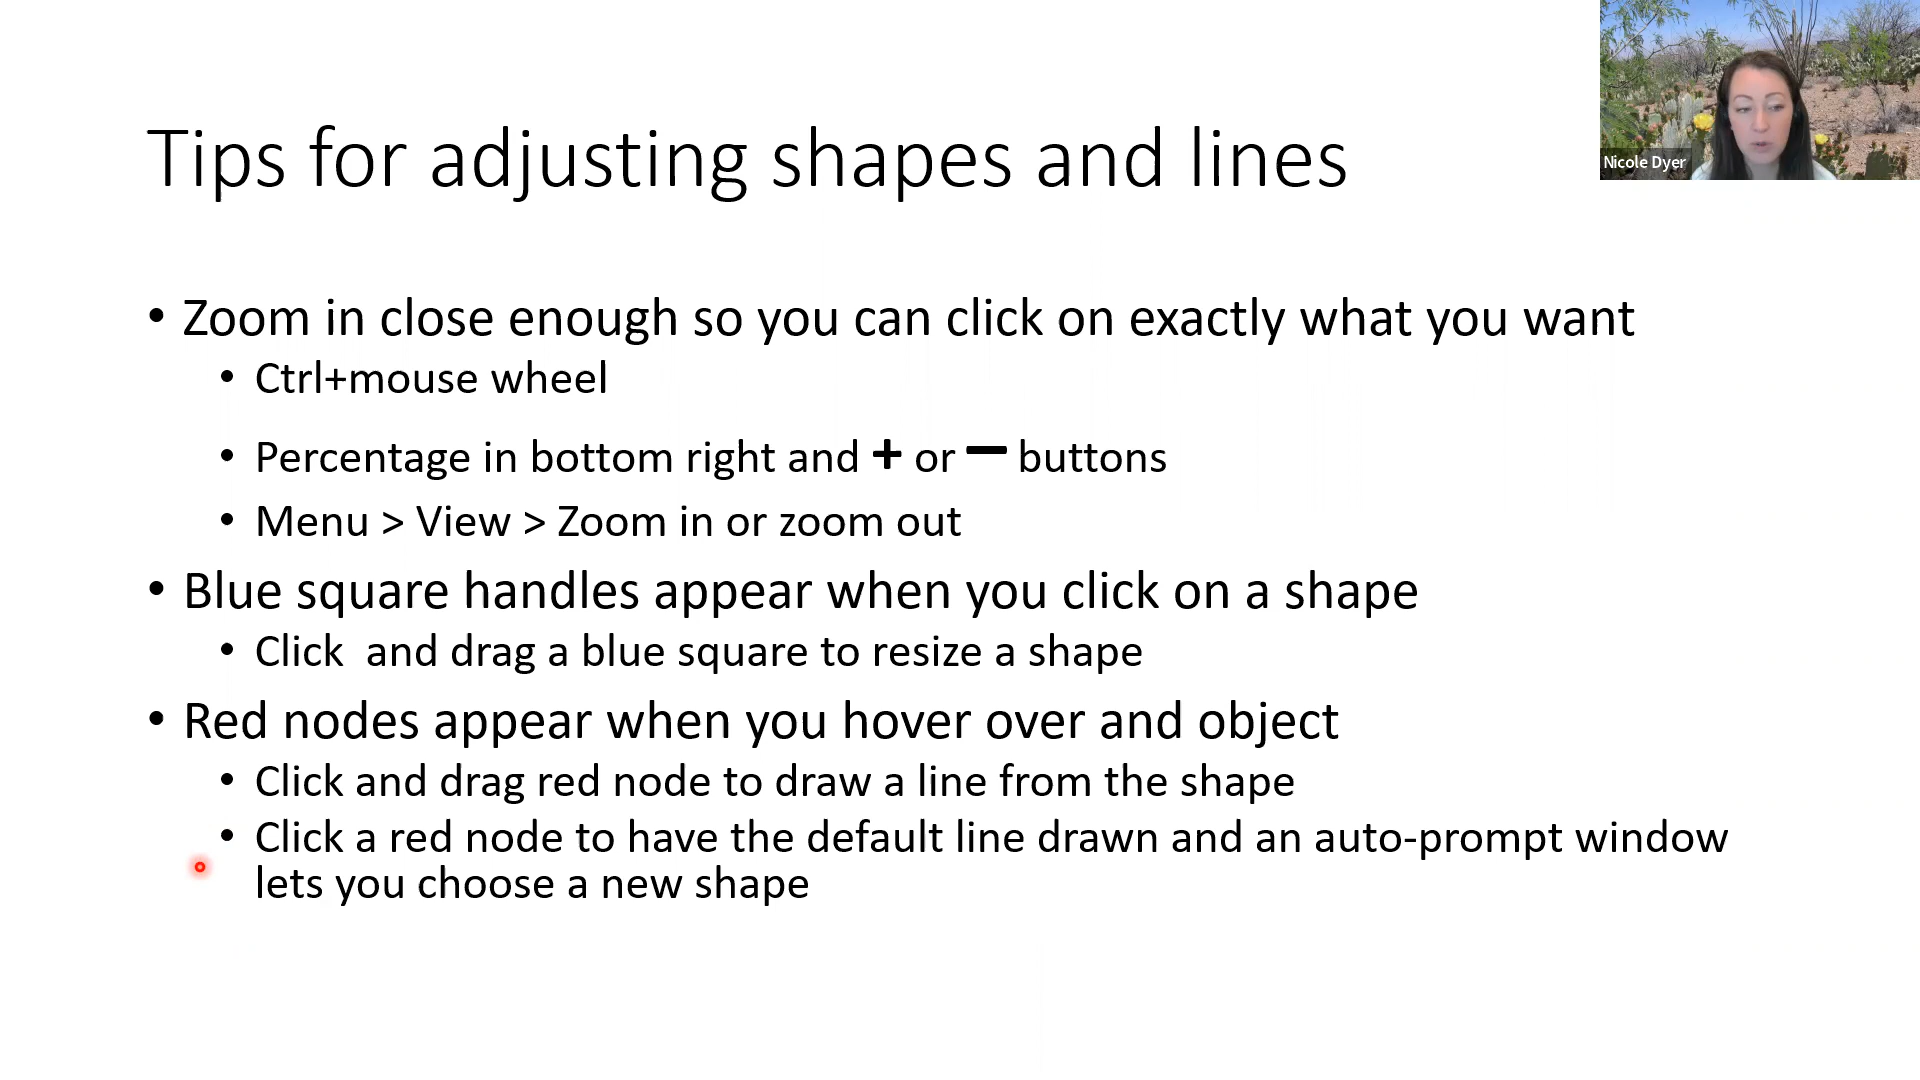 Tips for adjusting shapes and lines
Nicole Dyer
• Zoom in close enough so you can click on exactly what you want
• Ctrl+mouse wheel
• Percentage in bottom right and + or − buttons
• Menu > View > Zoom in or zoom out
• Blue square handles appear when you click on a shape
• Click  and drag a blue square to resize a shape
• Red nodes appear when you hover over and object
• Click and drag red node to draw a line from the shape
• Click a red node to have the default line drawn and an auto-prompt window
lets you choose a new shape